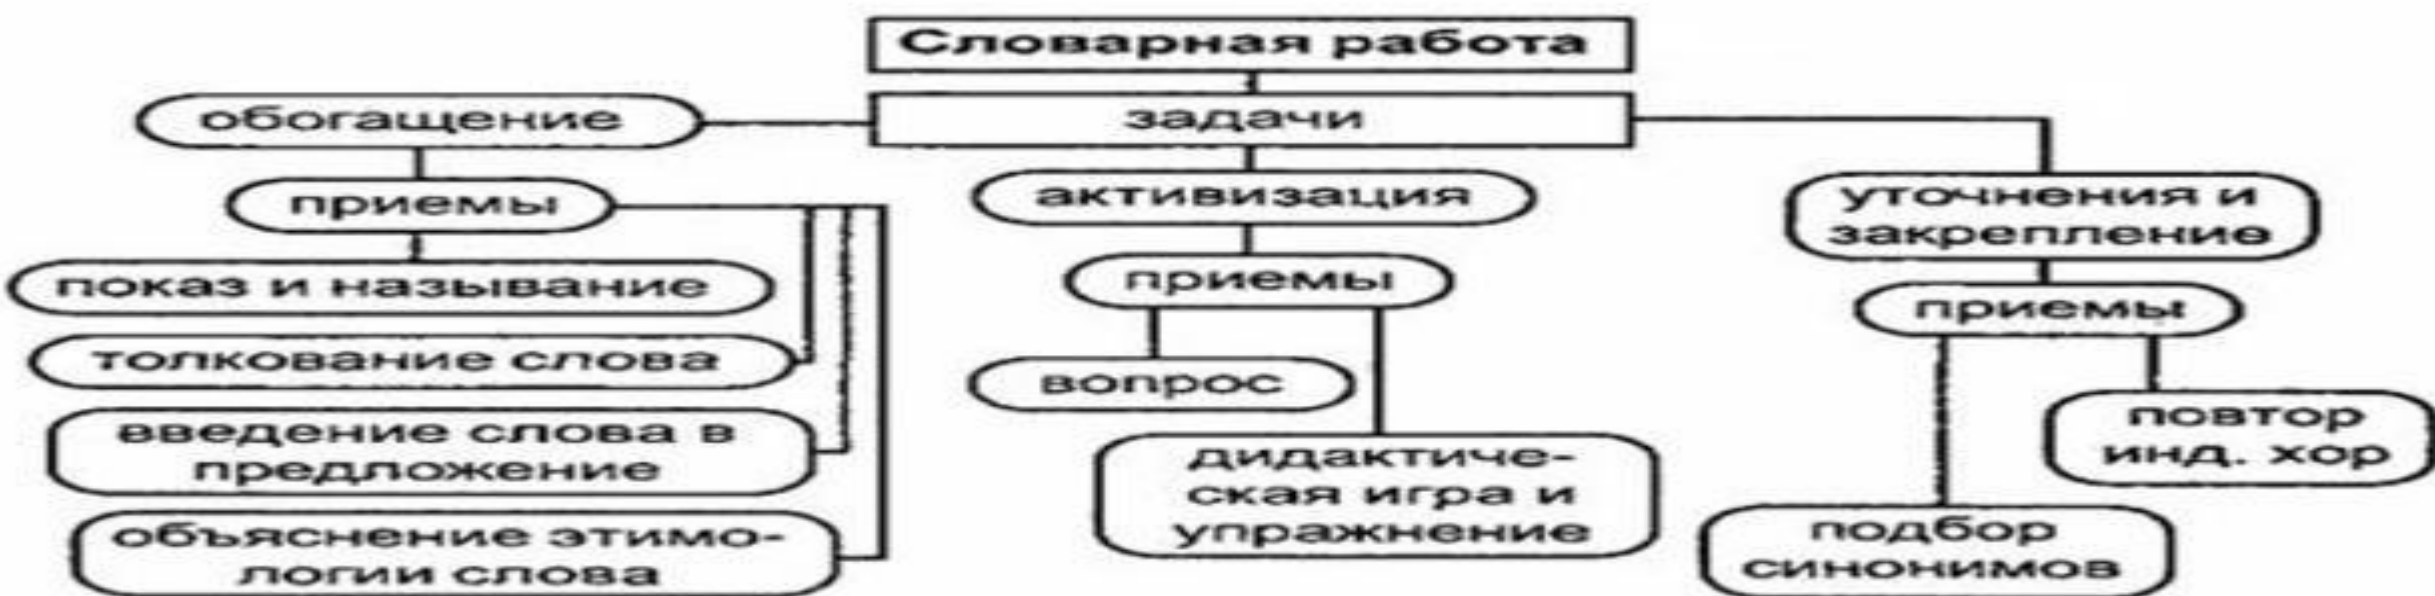 Словарная работа
задачи
обогащение
приемы
показ и называние
толкование слова
введение слова в
предложение
объяснение этимо-
логии слова
активизация
приемы
вопрос
дидактиче-
ская игра и
упражнение
уточнения и
закрепление
приемы
повтор
инд. хор
подбор
синонимов